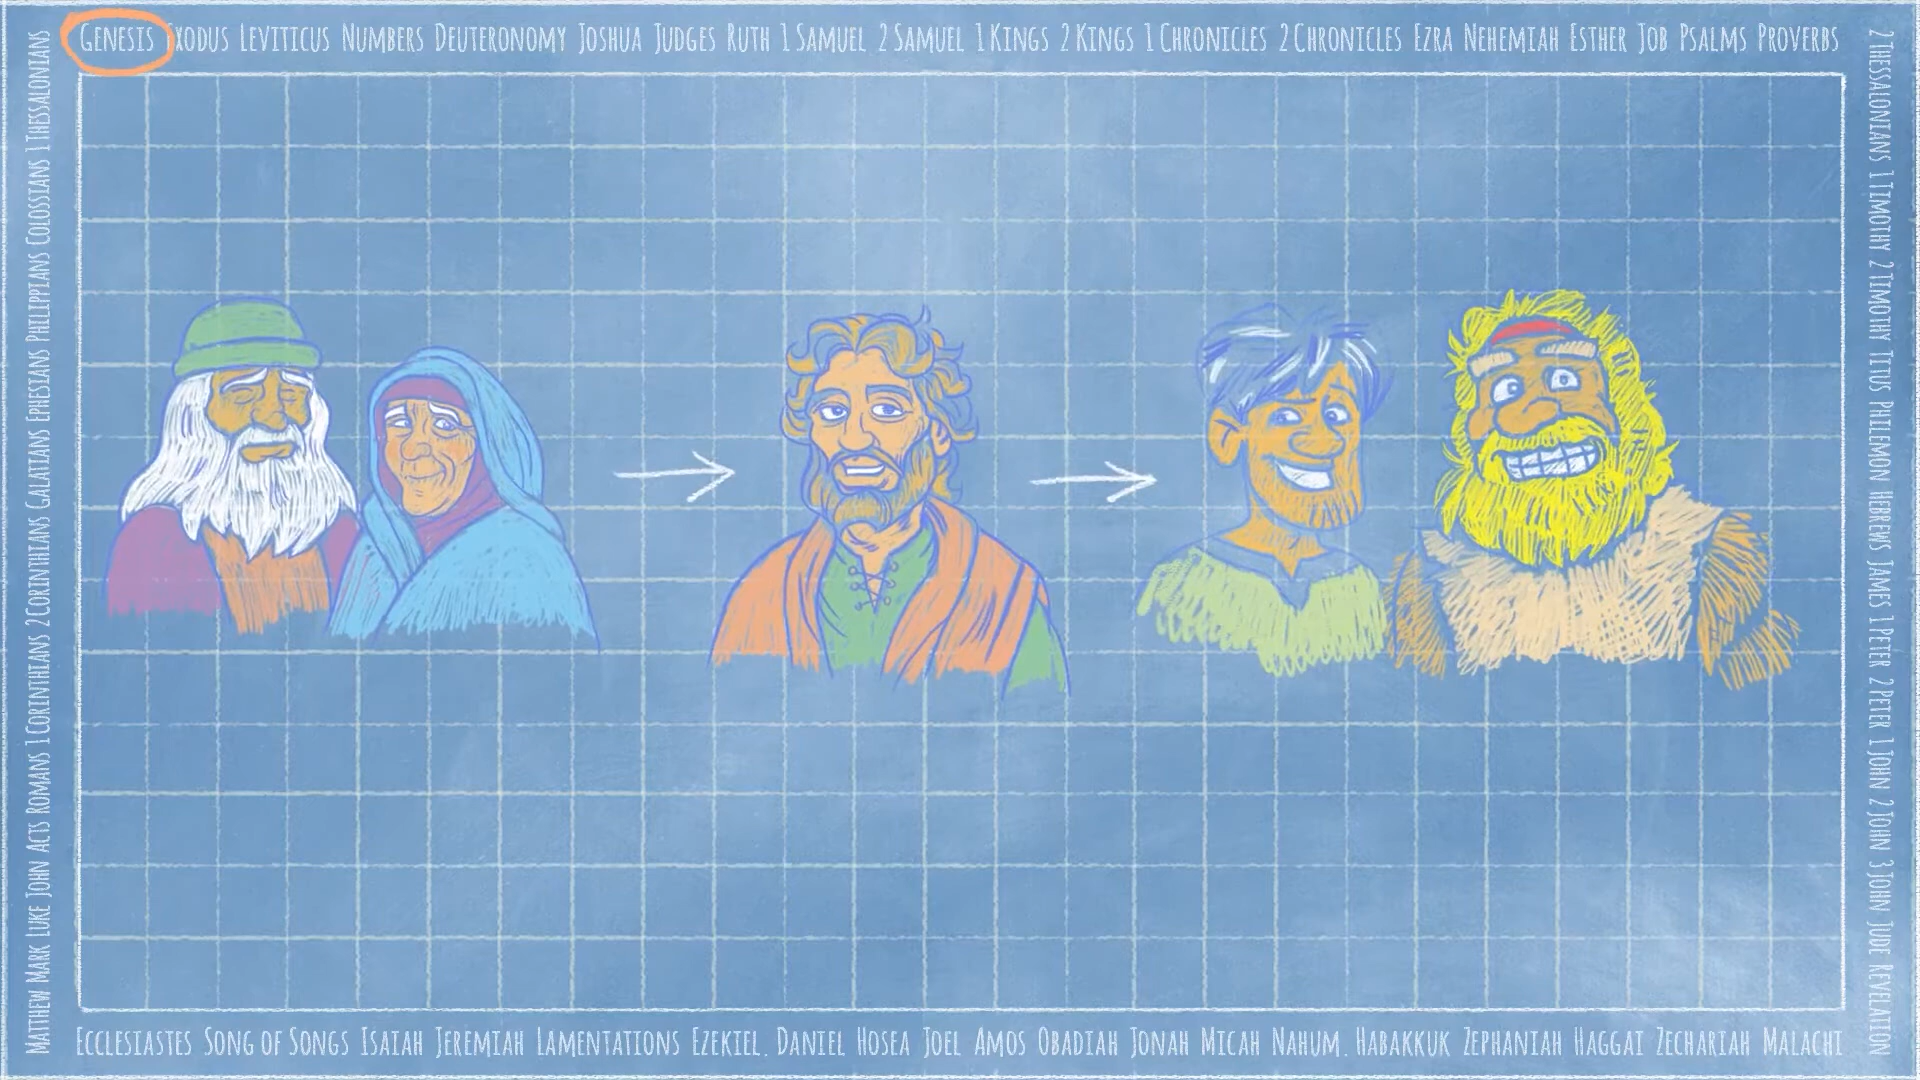 GENESIS EXODUS LEVITICUS NUMBERS DEUTERONOMY JOSHUA JUDGES RUTH 1 SAMUEL 2 SAMUEL 1 KINGS 2 KINGS 1 CHRONICLES 2 CHRONICLES EZRA NEHEMIAH ESTHER JOB PSALMS PROVERBS
MATTHEW MARK LUKE JOHN ACTS ROMANS 1 CORINTHIANS 2 CORINTHIANS GALATIANS EPHESIANS PHILIPPIANS COLOSSIANS 1 THESSALONIANS
2 THESSALONIANS 1 TIMOTHY 2 TIMOTHY TITUS PHILEMON HEBREWS JAMES 1 PETER 2 PETER 1 JOHN 2 JOHN 3 JOHN JUDE REVELATION
ECCLESIASTES SONG OF SONGS ISAIAH JEREMIAH LAMENTATIONS EZEKIEL. DANIEL HOSEA JOEL AMOS OBADIAH JONAH MICAH NAHUM. HABAKKUK ZEPHANIAH HAGGAI ZECHARIAH MALACHI